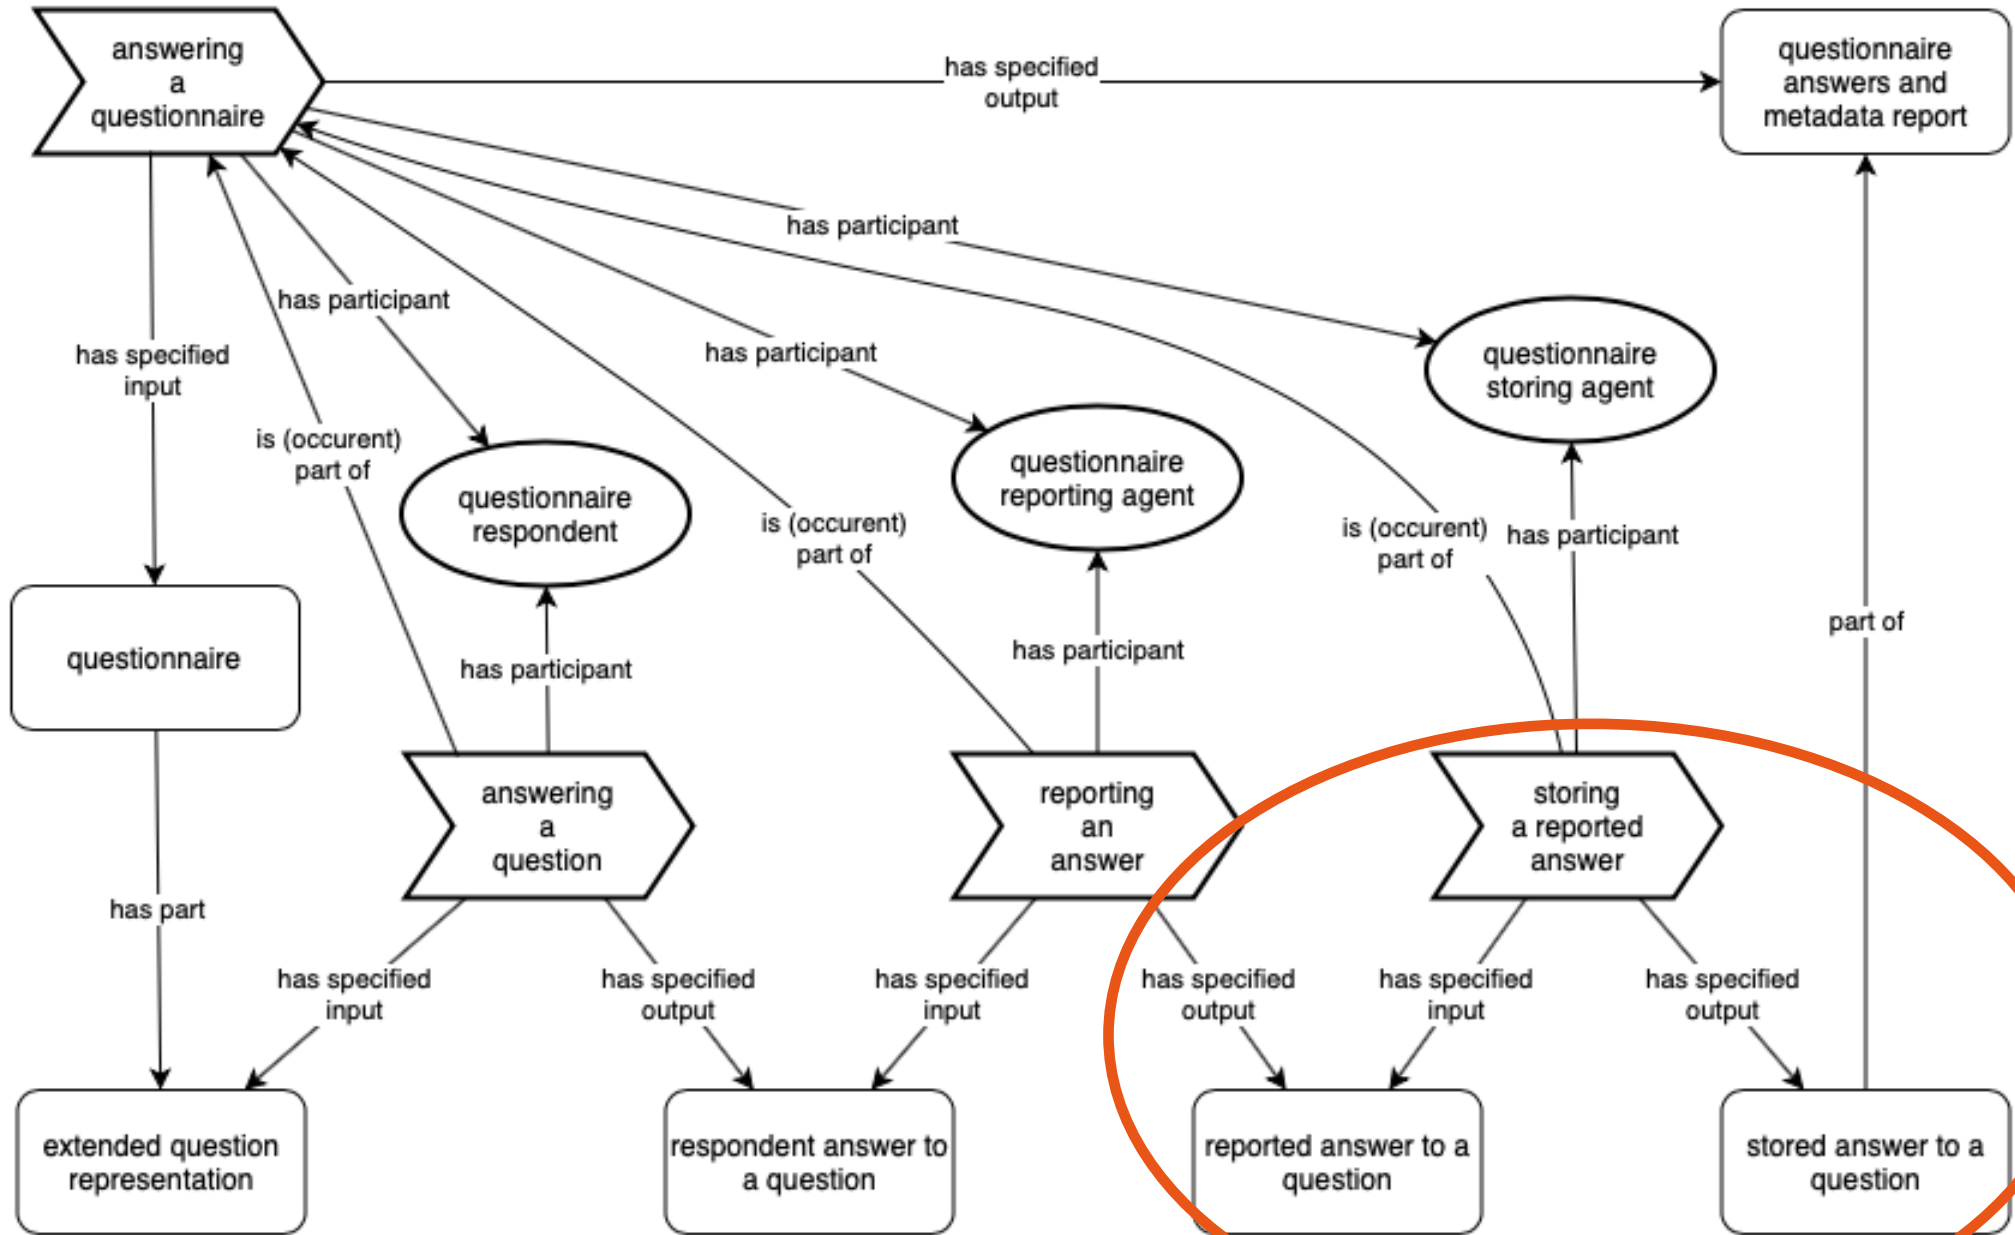 answering
a
questionnaire
has specified
output
questionnaire
answers and
metadata report
has participant
has participant
has specified
input
has participant
questionnaire
storing agent
is (occurent)
part of
questionnaire
respondent
questionnaire
reporting agent
is (occurent)
part of
is (occurent)
part of
has participant
part of
questionnaire
has participant
has participant
answering
a
question
reporting
an
answer
storing
a reported
answer
has part
has specified
input
has specified
output
has specified
input
has specified
output
has specified
input
has specified
output
extended question
representation
respondent answer to
a question
reported answer to a
question
stored answer to a
question